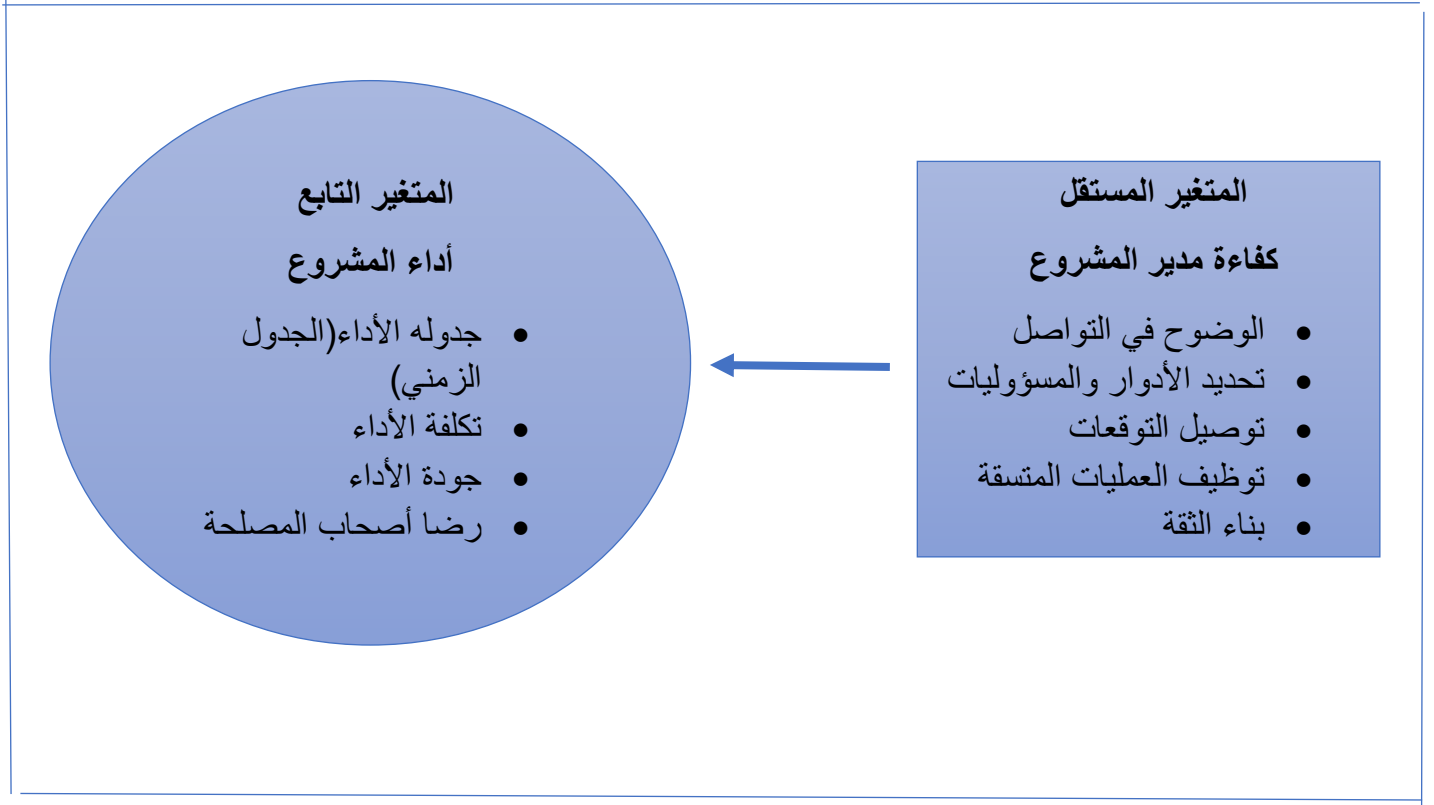 المتغير المستقل
كفاءة مدير المشروع
• الوضوح في التواصل
• تحديد الأدوار والمسؤوليات
• توصيل التوقعات
• توظيف العمليات المتسقة
• بناء الثقة
المتغير التابع
أداء المشروع
• جدوله الأداء(الجدول
الزمني)
• تكلفة الأداء
• جودة الأداء
• رضا أصحاب المصلحة